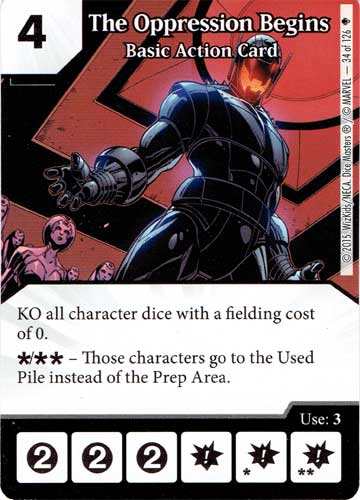 4
The Oppression Begins
Basic Action Card
© 2015 WizKids/NECA. Dice Masters ®/© MARVEL — 34 of 126
KO all character dice with a fielding cost
of 0.
*/** – Those characters go to the Used
Pile instead of the Prep Area.
Use: 3
2 2 2 ! ! !
* **